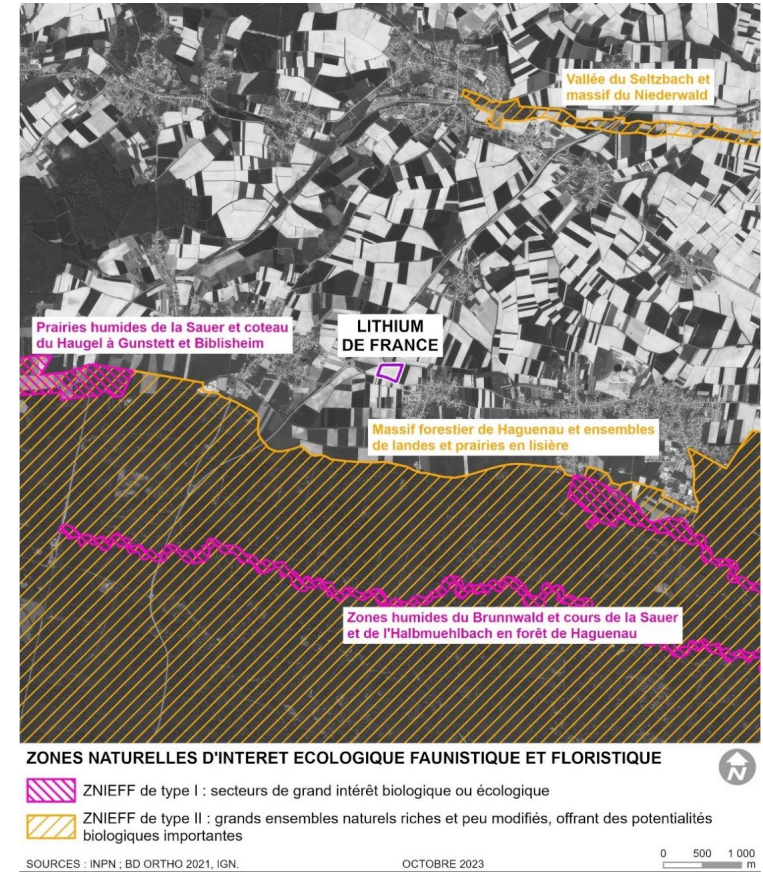 Vallée du Seltzbach et
massif du Niederwald
Prairies humides de la Sauer et coteau
du Haugel à Gunstett et Biblisheim
LITHIUM
DE FRANCE
Massif forestier de Haguenau et ensembles
de landes et prairies en lisière
Zones humides du Brunnwald et cours de la Sauer
et de l'Halbmuehlbach en forêt de Haguenau
ZONES NATURELLES D'INTERET ECOLOGIQUE FAUNISTIQUE ET FLORISTIQUE
N
ZNIEFF de type I : secteurs de grand intérêt biologique ou écologique
ZNIEFF de type II : grands ensembles naturels riches et peu modifiés, offrant des potentialités
biologiques importantes
SOURCES : INPN ; BD ORTHO 2021, IGN.
OCTOBRE 2023
0 500 1 000
m